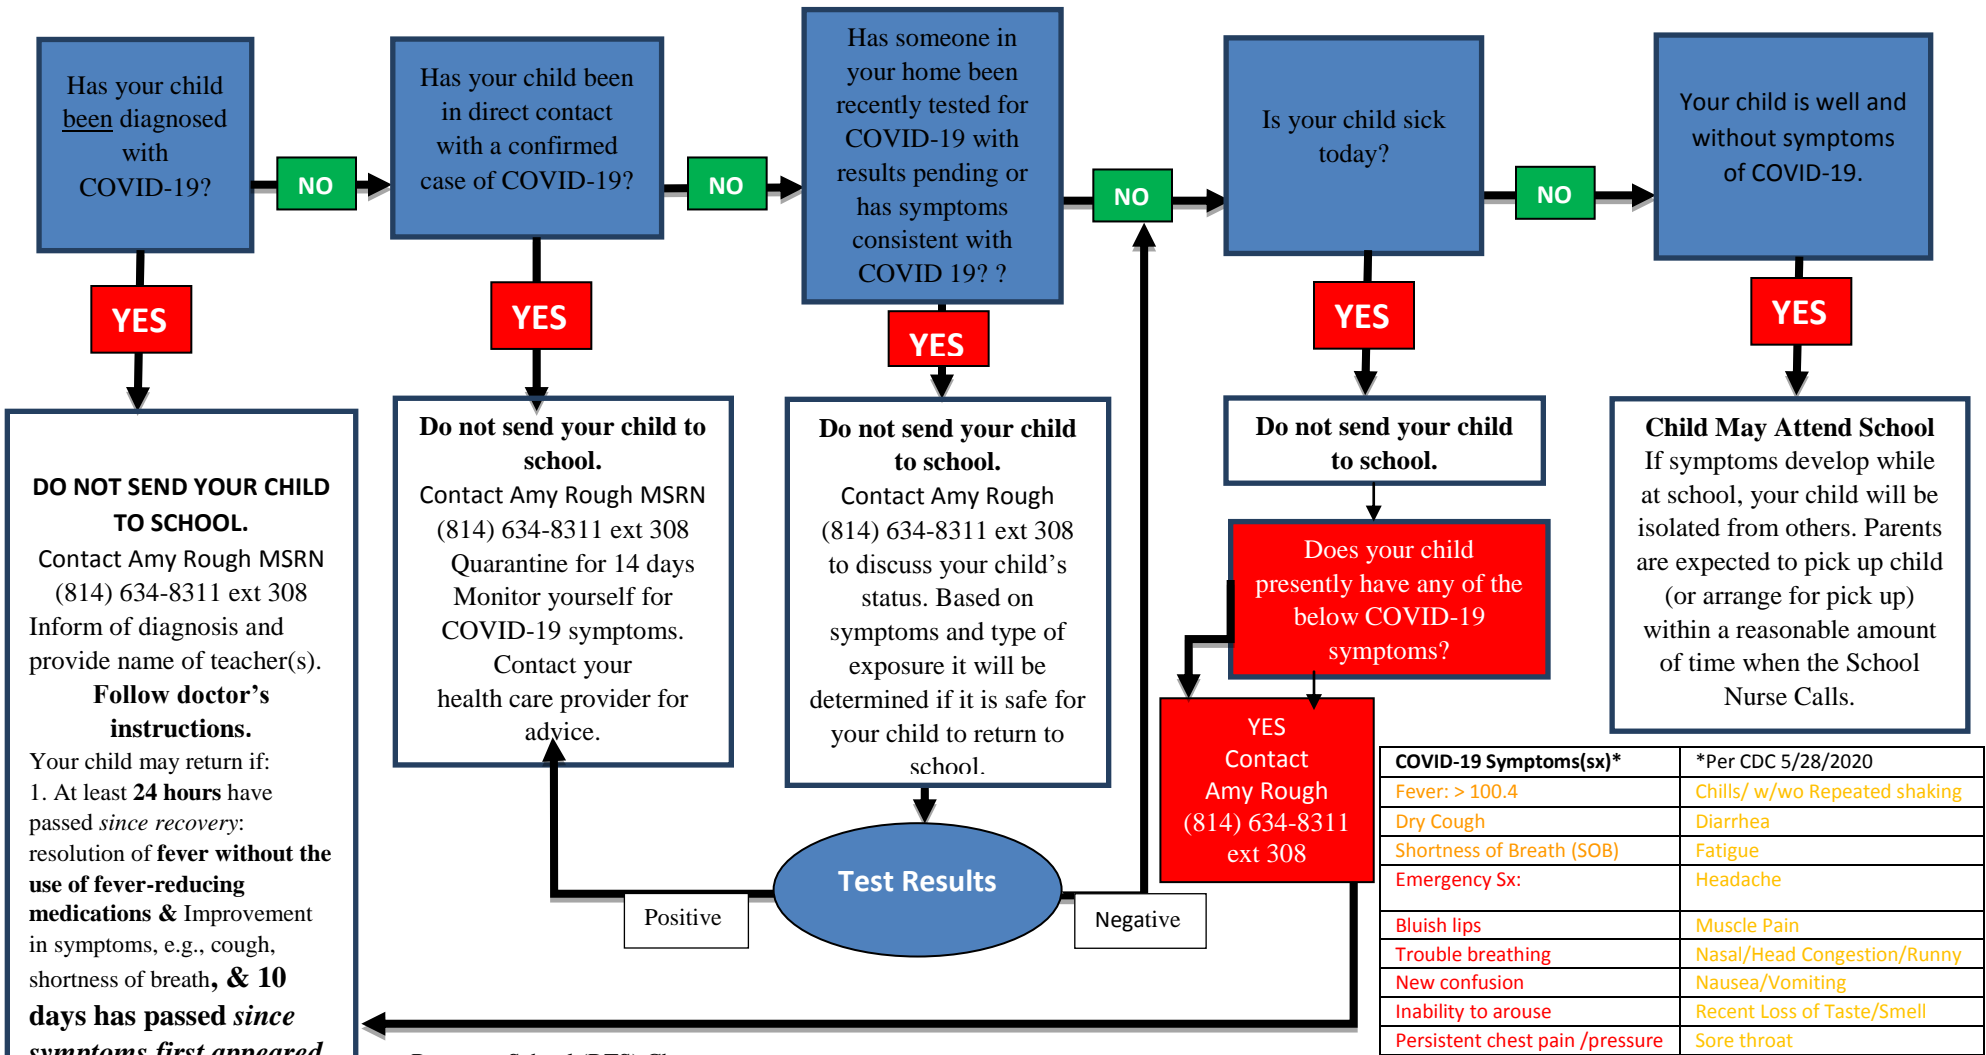 Has your child
been diagnosed
with
COVID-19?
NO
YES
Has your child been
in direct contact
with a confirmed
case of COVID-19?
NO
YES
Has someone in
your home been
recently tested for
COVID-19 with
results pending or
has symptoms
consistent with
COVID 19? ?
NO
YES
Is your child sick
today?
NO
YES
Your child is well and
without symptoms
of COVID-19.
YES
DO NOT SEND YOUR CHILD
TO SCHOOL.
Contact Amy Rough MSRN
(814) 634-8311 ext 308
Inform of diagnosis and
provide name of teacher(s).
Follow doctor's
instructions.
Your child may return if:
1. At least 24 hours have
passed since recovery:
resolution of fever without the
use of fever-reducing
medications & Improvement
in symptoms, e.g., cough,
shortness of breath, & 10
days has passed since
symptoms first appeared
Do not send your child to
school.
Contact Amy Rough MSRN
(814) 634-8311 ext 308
Quarantine for 14 days
Monitor yourself for
COVID-19 symptoms.
Contact your
health care provider for
advice.
Do not send your child
to school.
Contact Amy Rough
(814) 634-8311 ext 308
to discuss your child's
status. Based on
symptoms and type of
exposure it will be
determined if it is safe for
your child to return to
school.
Test Results
Positive
Negative
Do not send your child
to school.
Does your child
presently have any of the
below COVID-19
symptoms?
YES
Contact
Amy Rough
(814) 634-8311
ext 308
Child May Attend School
If symptoms develop while
at school, your child will be
isolated from others. Parents
are expected to pick up child
(or arrange for pick up)
within a reasonable amount
of time when the School
Nurse Calls.
COVID-19 Symptoms(sx)* *Per CDC 5/28/2020
Fever: > 100.4 Chills/ w/wo Repeated shaking
Dry Cough Diarrhea
Shortness of Breath (SOB) Fatigue
Emergency Sx: Headache
Bluish lips Muscle Pain
Trouble breathing Nasal/Head Congestion/Runny
New confusion Nausea/Vomiting
Inability to arouse Recent Loss of Taste/Smell
Persistent chest pain /pressure Sore throat